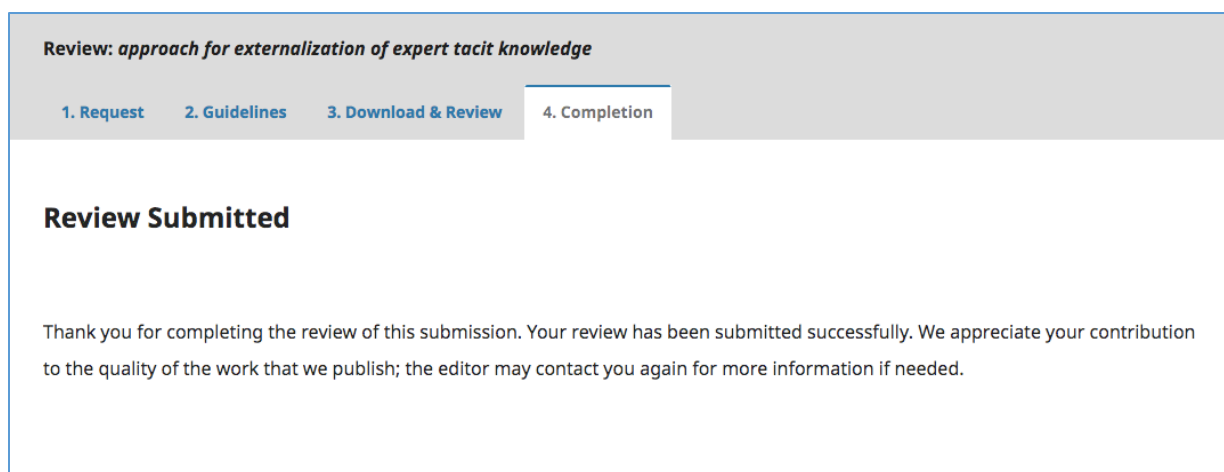 Review: approach for externalization of expert tacit knowledge
1. Request 2. Guidelines 3. Download & Review 4. Completion
Review Submitted
Thank you for completing the review of this submission. Your review has been submitted successfully. We appreciate your contribution
to the quality of the work that we publish; the editor may contact you again for more information if needed.